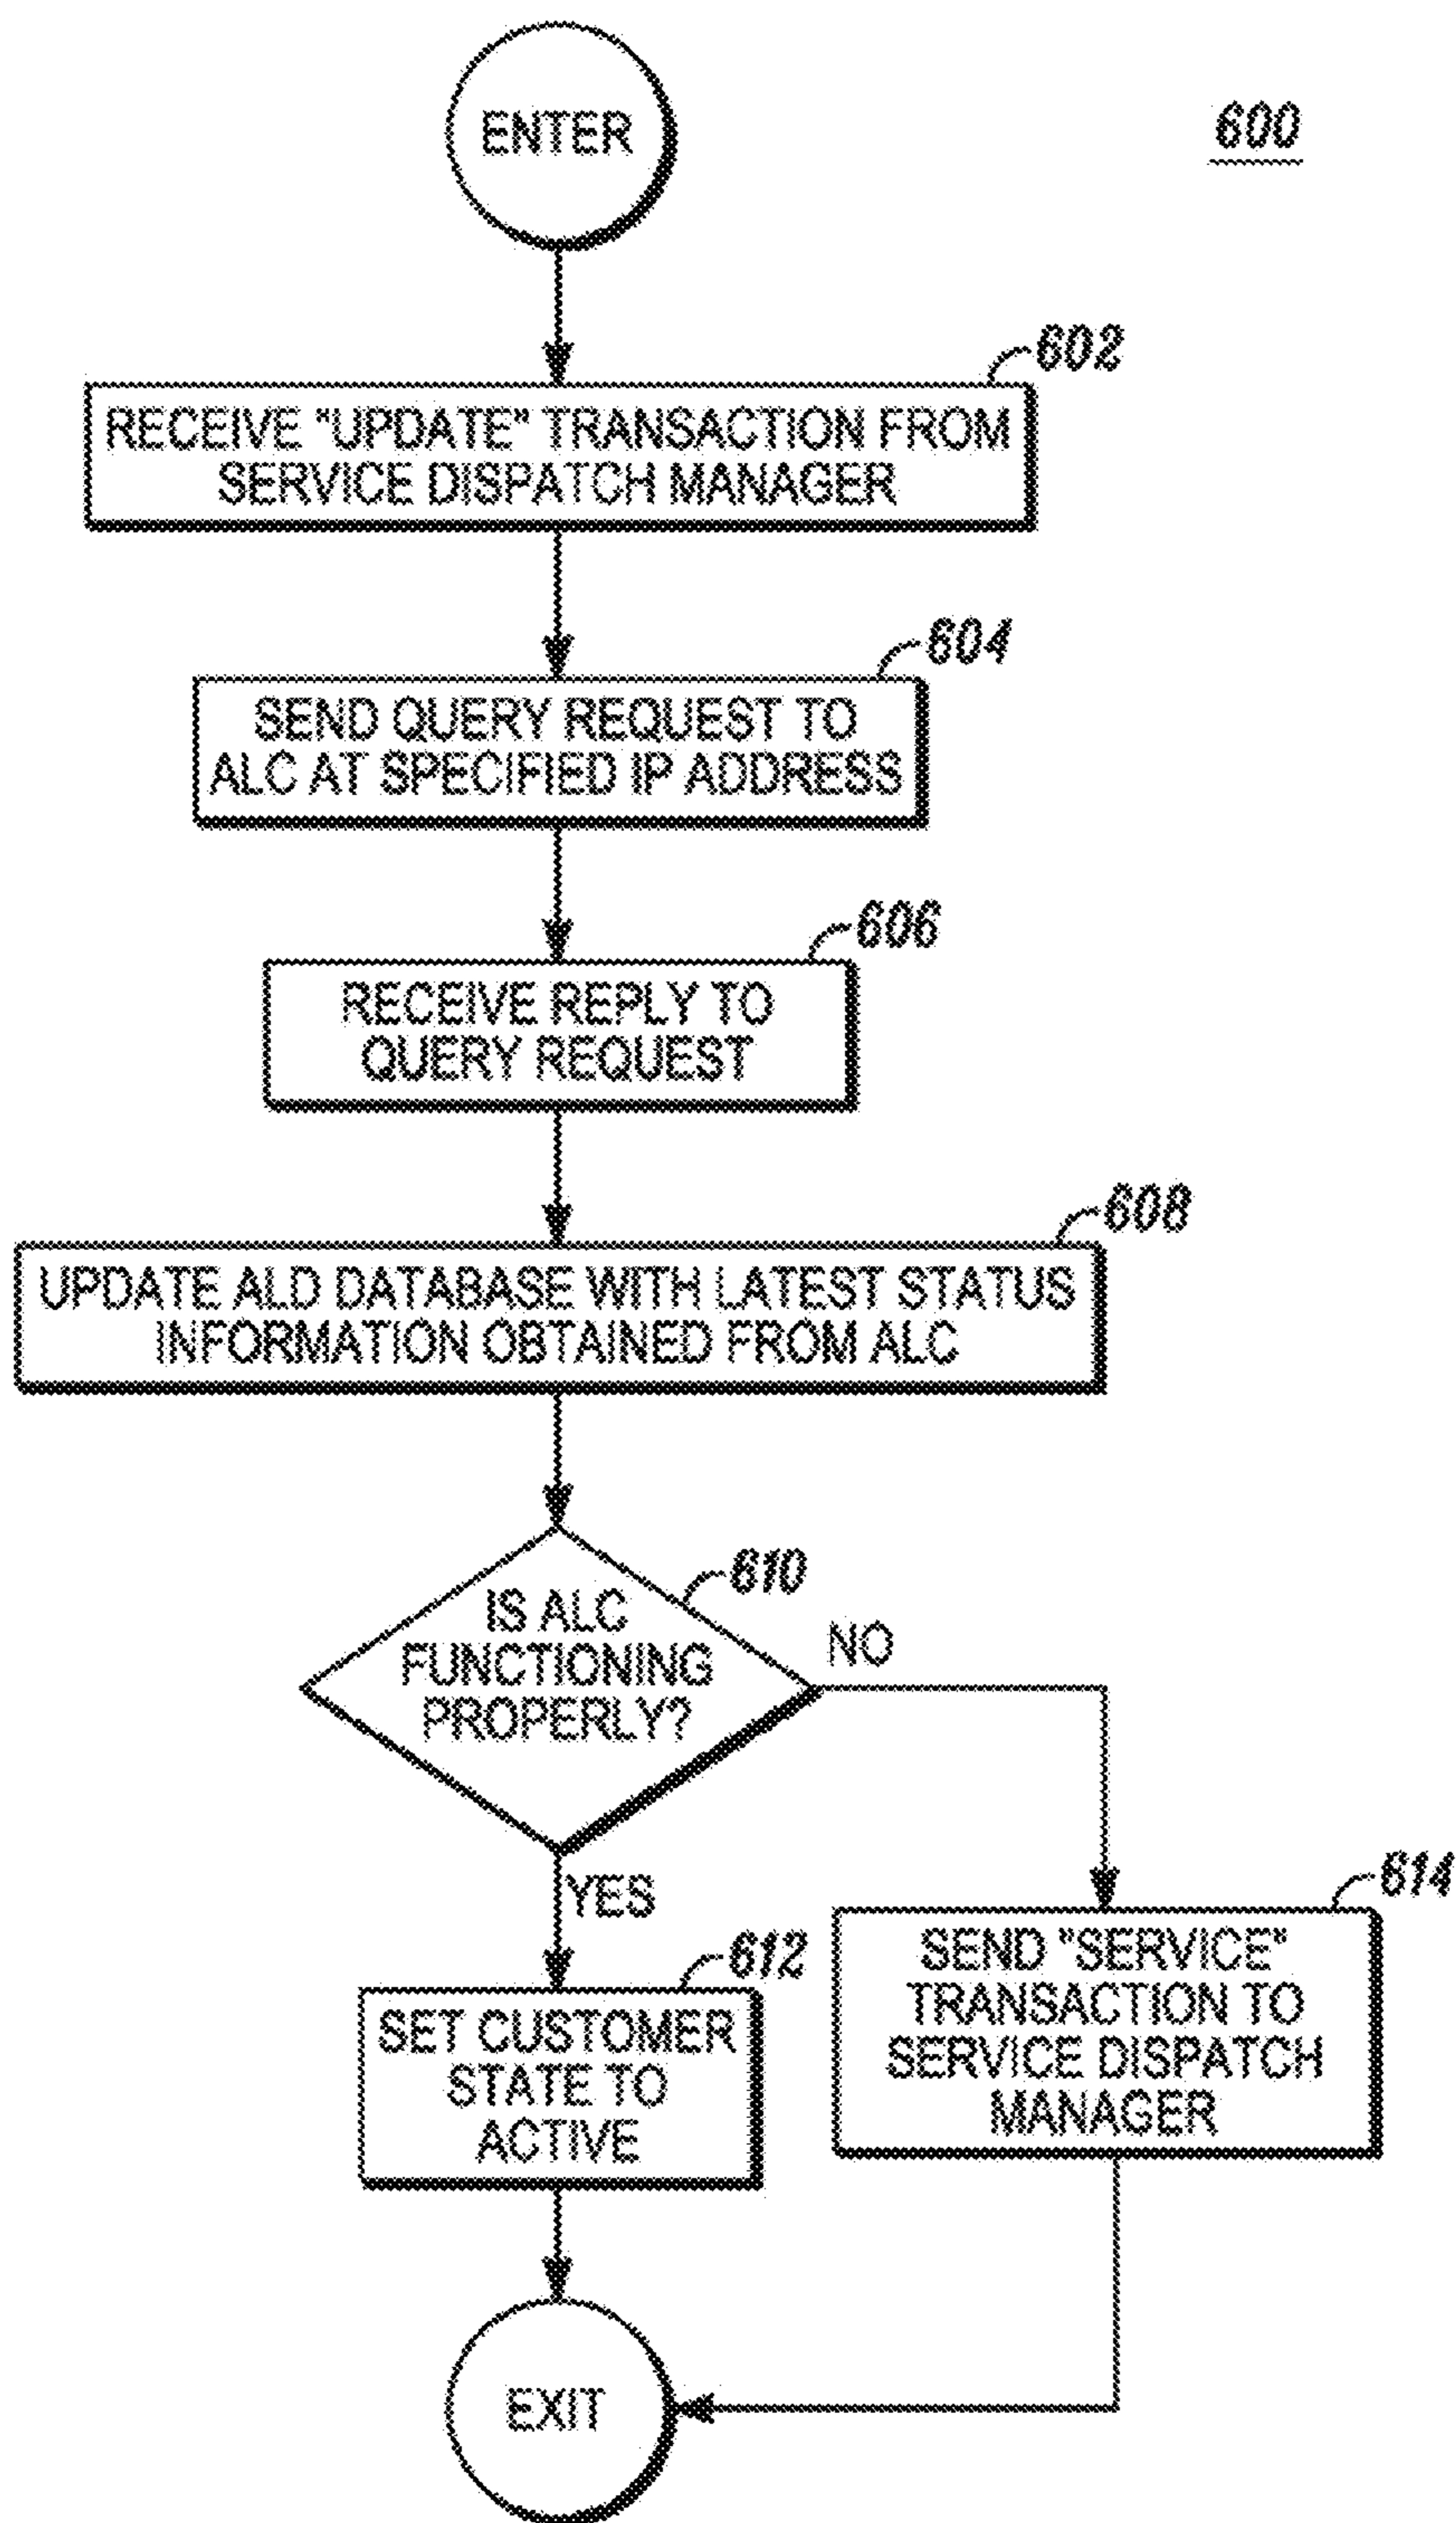 ENTER
600
602
RECEIVE "UPDATE" TRANSACTION FROM
SERVICE DISPATCH MANAGER
604
SEND QUERY REQUEST TO
ALC AT SPECIFIED IP ADDRESS
606
RECEIVE REPLY TO
QUERY REQUEST
608
UPDATE ALD DATABASE WITH LATEST STATUS
INFORMATION OBTAINED FROM ALC
610
IS ALC
FUNCTIONING
PROPERLY?
NO
YES
612
SET CUSTOMER
STATE TO
ACTIVE
614
SEND "SERVICE"
TRANSACTION TO
SERVICE DISPATCH
MANAGER
EXIT